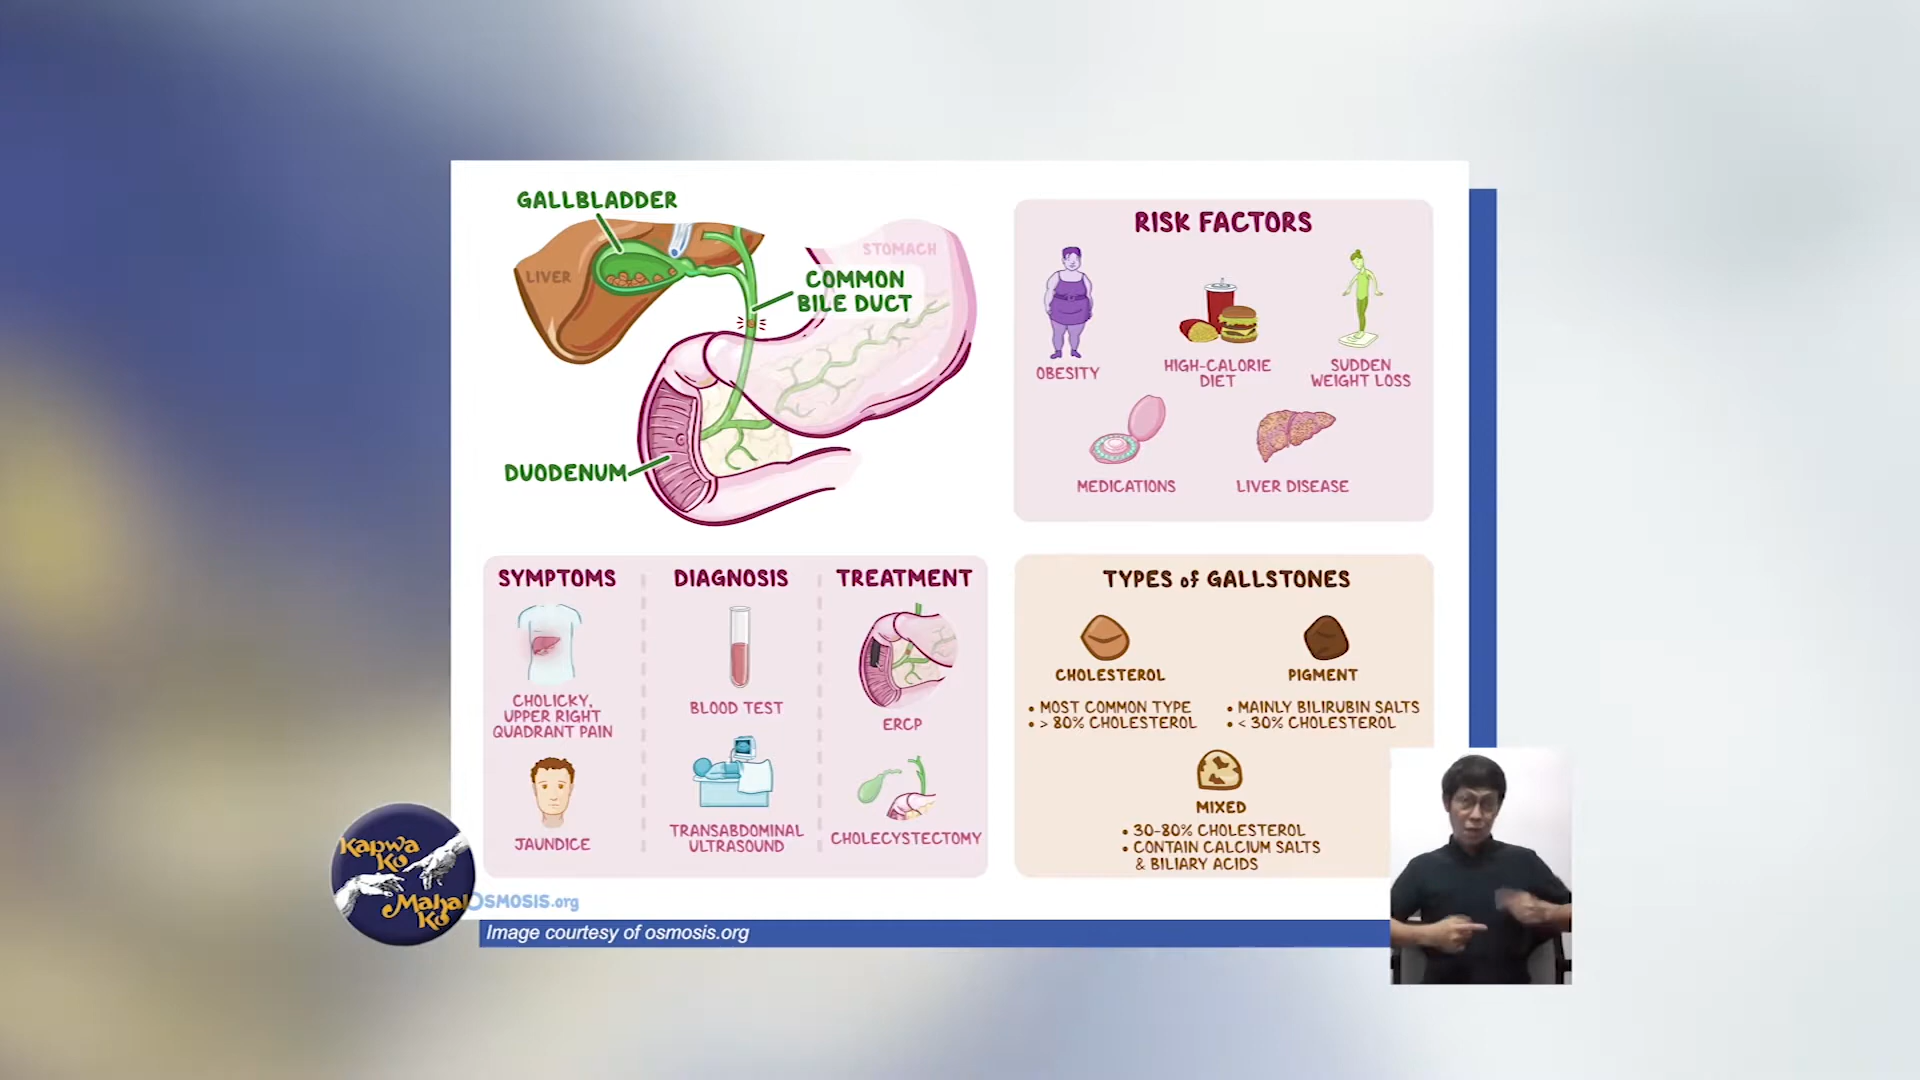 GALLBLADDER
LIVER
STOMACH
COMMON
BILE DUCT
DUODENUM
RISK FACTORS
OBESITY
HIGH-CALORIE
DIET
SUDDEN
WEIGHT LOSS
MEDICATIONS
LIVER DISEASE
SYMPTOMS
CHOLICKY,
UPPER RIGHT
QUADRANT PAIN
JAUNDICE
DIAGNOSIS
BLOOD TEST
TRANSABDOMINAL
ULTRASOUND
TREATMENT
ERCP
CHOLECYSTECTOMY
TYPES of GALLSTONES
CHOLESTEROL
• MOST COMMON TYPE
• > 80% CHOLESTEROL
PIGMENT
• MAINLY BILIRUBIN SALTS
• < 30% CHOLESTEROL
MIXED
• 30-80% CHOLESTEROL
• CONTAIN CALCIUM SALTS
& BILIARY ACIDS
Kapwa
Ko
Mahal
Ko
OSMOSIS.org
Image courtesy of osmosis.org